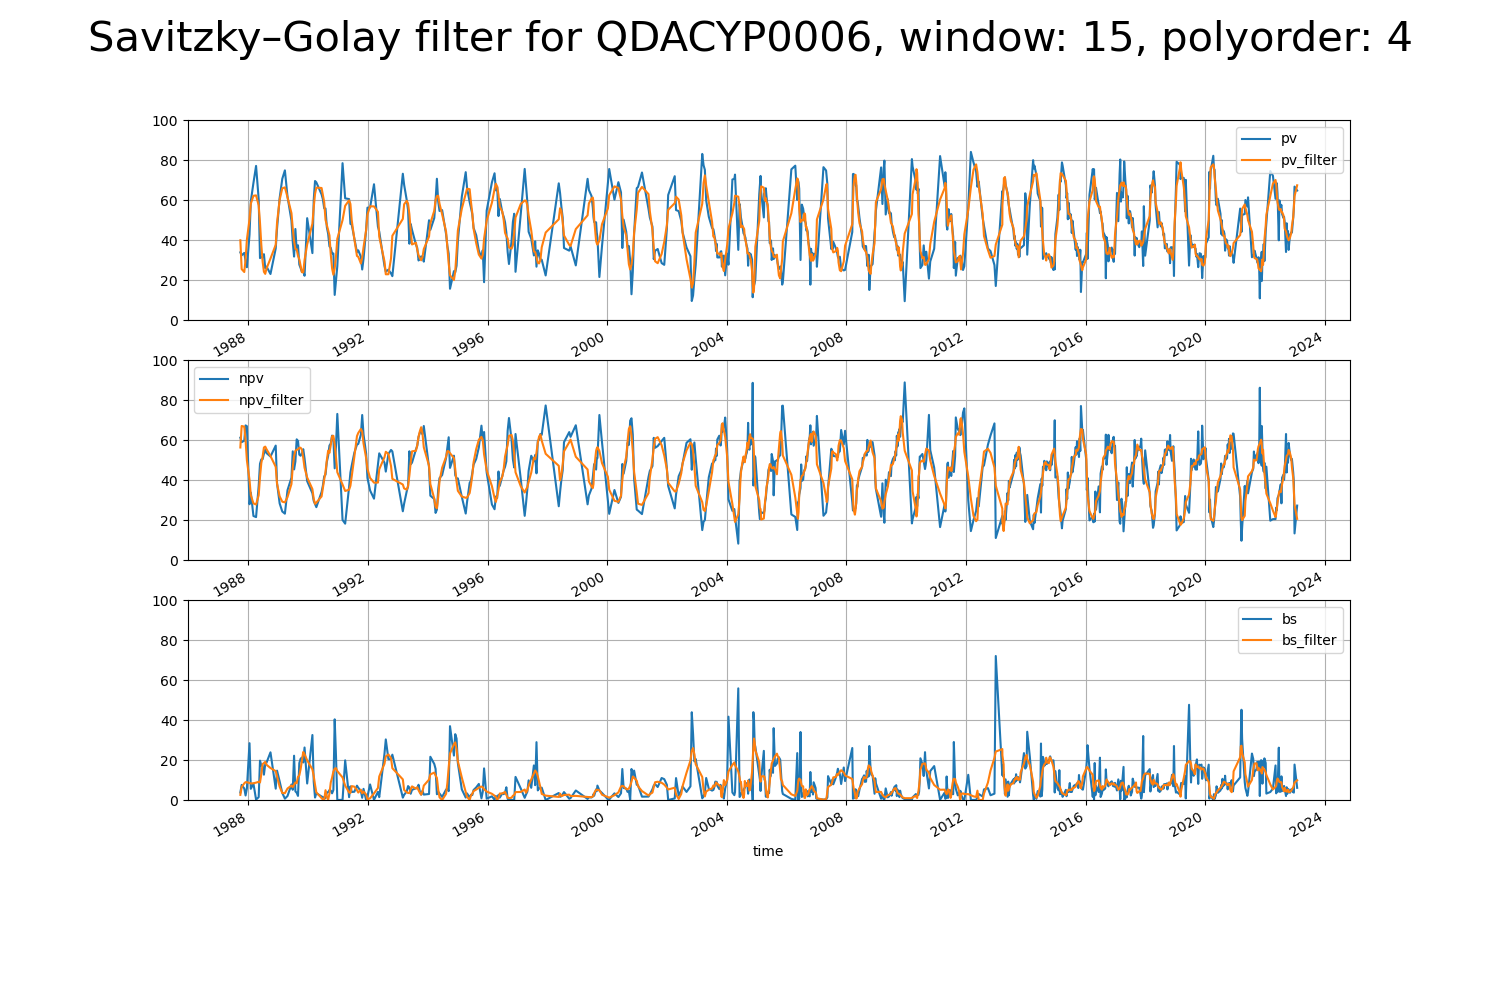 Savitzky–Golay filter for QDACYP0006, window: 15, polyorder: 4
100
80
60
40
20
0
pv
pv_filter
1988 1992 1996 2000 2004 2008 2012 2016 2020 2024
100
80
60
40
20
0
npv
npv_filter
1988 1992 1996 2000 2004 2008 2012 2016 2020 2024
100
80
60
40
20
0
bs
bs_filter
1988 1992 1996 2000 2004 2008 2012 2016 2020 2024
time